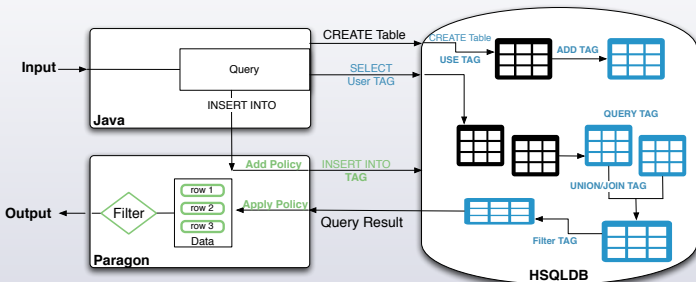 Input
Query
INSERT INTO
Java
CREATE Table
SELECT
User TAG
CREATE Table
USE TAG
ADD TAG
QUERY TAG
UNION/JOIN TAG
Filter TAG
HSQLDB
Add Policy
INSERT INTO
TAG
Apply Policy
Query Result
Output
Filter
row 1
row 2
row 3
Data
Paragon